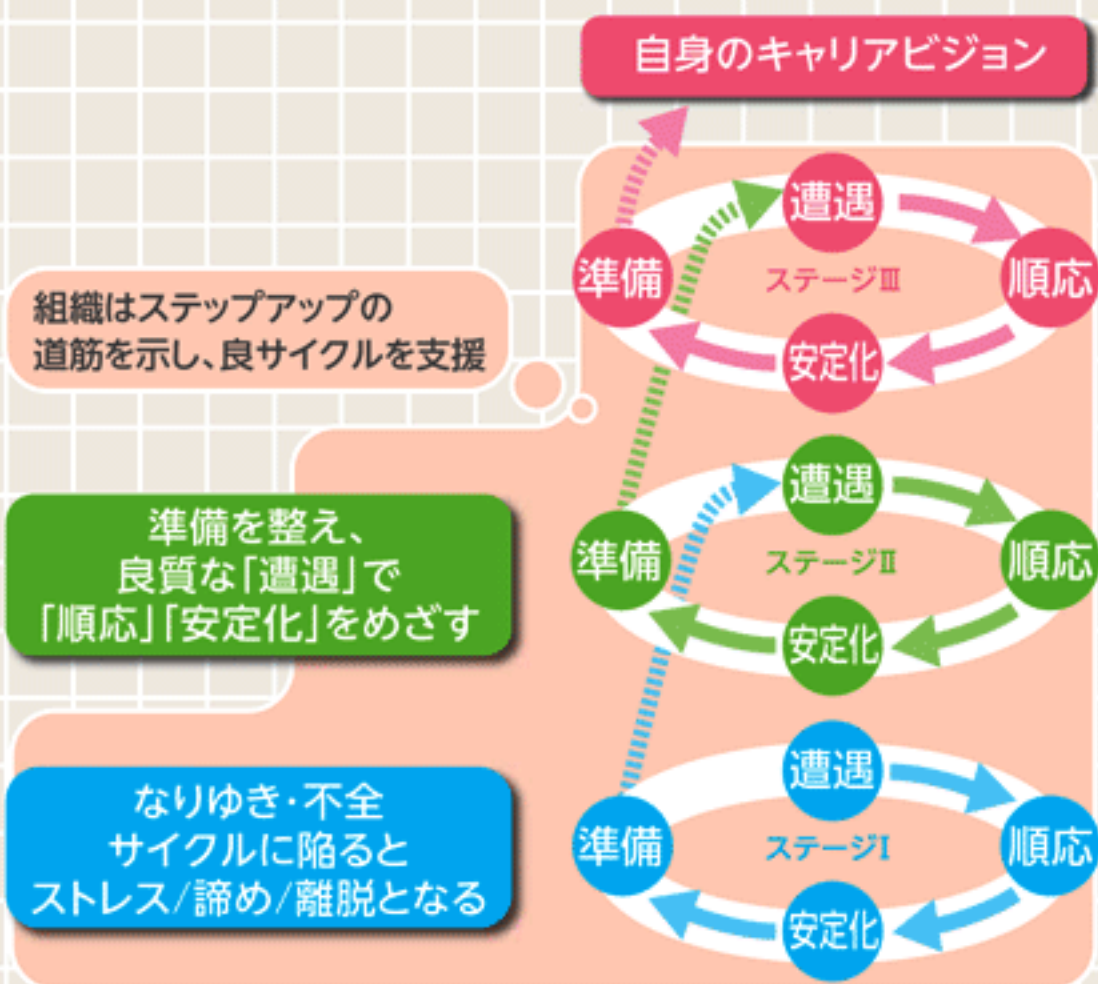 自身のキャリアビジョン
遭遇
準備
ステージⅢ
順応
安定化
組織はステップアップの
道筋を示し、良サイクルを支援
遭遇
準備
ステージⅡ
順応
安定化
準備を整え、
良質な「遭遇」で
「順応」「安定化」をめざす
遭遇
準備
ステージⅠ
順応
安定化
なりゆき・不全
サイクルに陥ると
ストレス/諦め/離脱となる